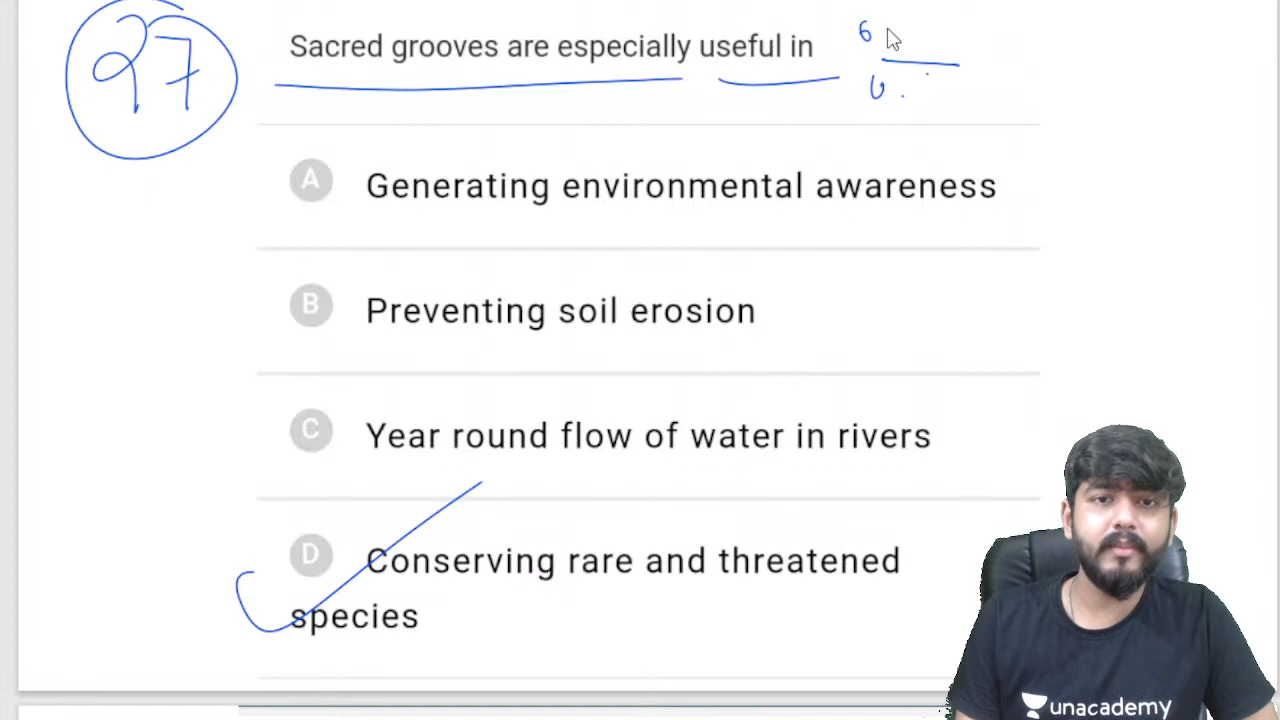 27
Sacred grooves are especially useful in
6
A
Generating environmental awareness
B
Preventing soil erosion
C
Year round flow of water in rivers
D
Conserving rare and threatened
species
unacademy